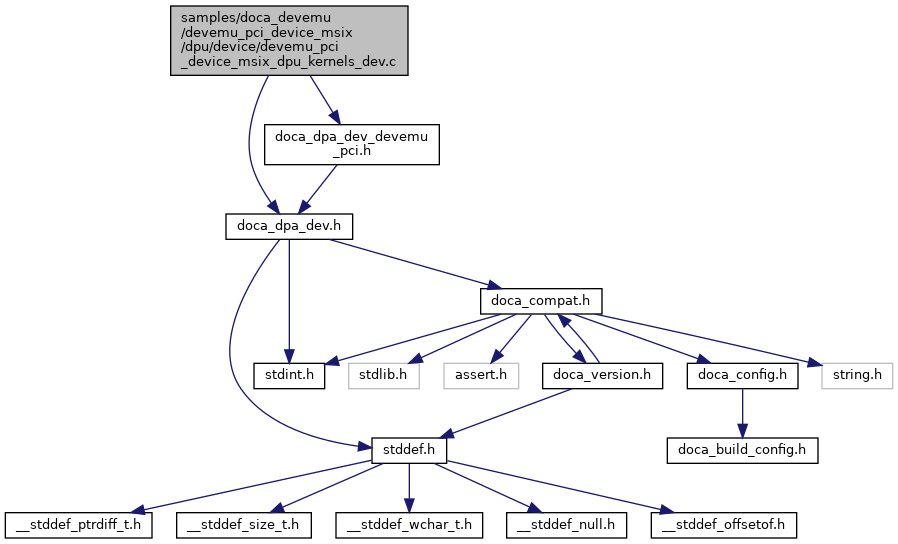 samples/doca_devemu
/devemu_pci_device_msix
/dpu/device/devemu_pci
_device_msix_dpu_kernels_dev.c
doca_dpa_dev_devemu
_pci.h
doca_dpa_dev.h
doca_compat.h
stdint.h
stdlib.h
assert.h
doca_version.h
doca_config.h
string.h
stddef.h
doca_build_config.h
__stddef_ptrdiff_t.h
__stddef_size_t.h
__stddef_wchar_t.h
__stddef_null.h
__stddef_offsetof.h